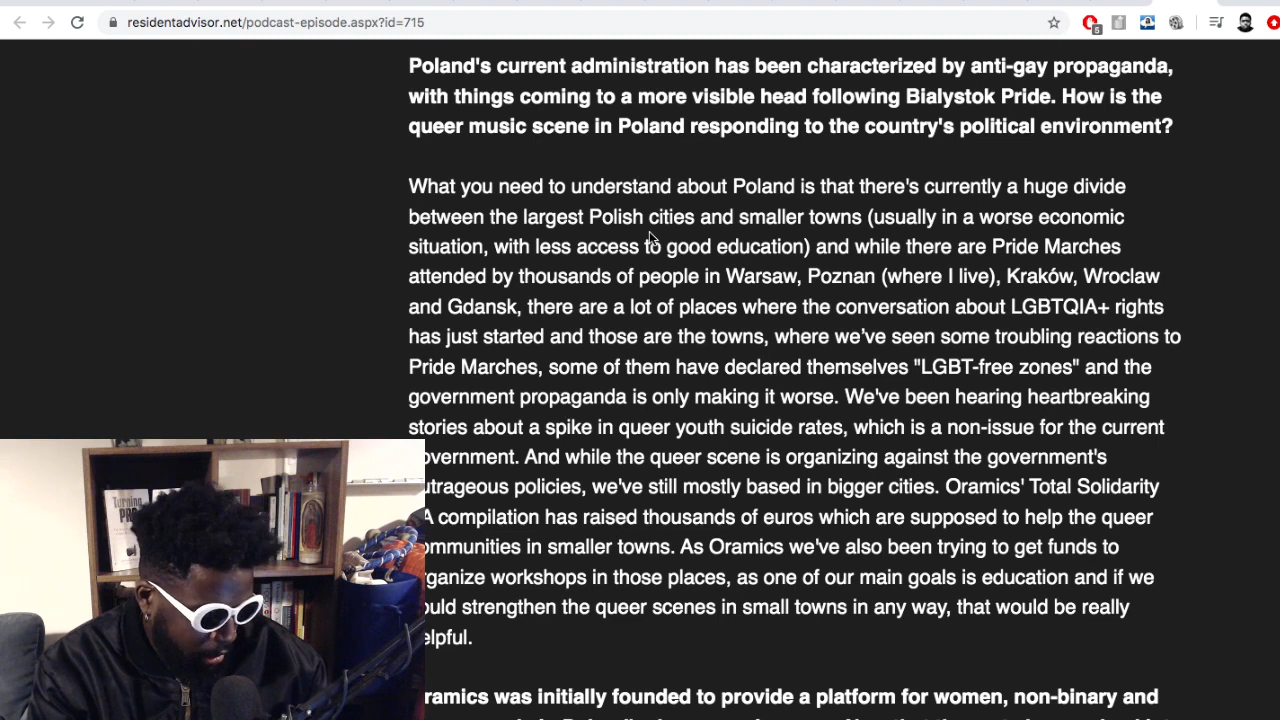 residentadvisor.net/podcast-episode.aspx?id=715
5
Poland's current administration has been characterized by anti-gay propaganda,
with things coming to a more visible head following Bialystok Pride. How is the
queer music scene in Poland responding to the country's political environment?
What you need to understand about Poland is that there's currently a huge divide
between the largest Polish cities and smaller towns (usually in a worse economic
situation, with less access to good education) and while there are Pride Marches
attended by thousands of people in Warsaw, Poznan (where I live), Kraków, Wroclaw
and Gdansk, there are a lot of places where the conversation about LGBTQIA+ rights
has just started and those are the towns, where we've seen some troubling reactions to
Pride Marches, some of them have declared themselves "LGBT-free zones" and the
government propaganda is only making it worse. We've been hearing heartbreaking
stories about a spike in queer youth suicide rates, which is a non-issue for the current
overnment. And while the queer scene is organizing against the government's
utrageous policies, we've still mostly based in bigger cities. Oramics' Total Solidarity
A compilation has raised thousands of euros which are supposed to help the queer
ommunities in smaller towns. As Oramics we've also been trying to get funds to
rganize workshops in those places, as one of our main goals is education and if we
ould strengthen the queer scenes in small towns in any way, that would be really
elpful.
ramics was initially founded to provide a platform for women, non-binary and
Turning
PRO